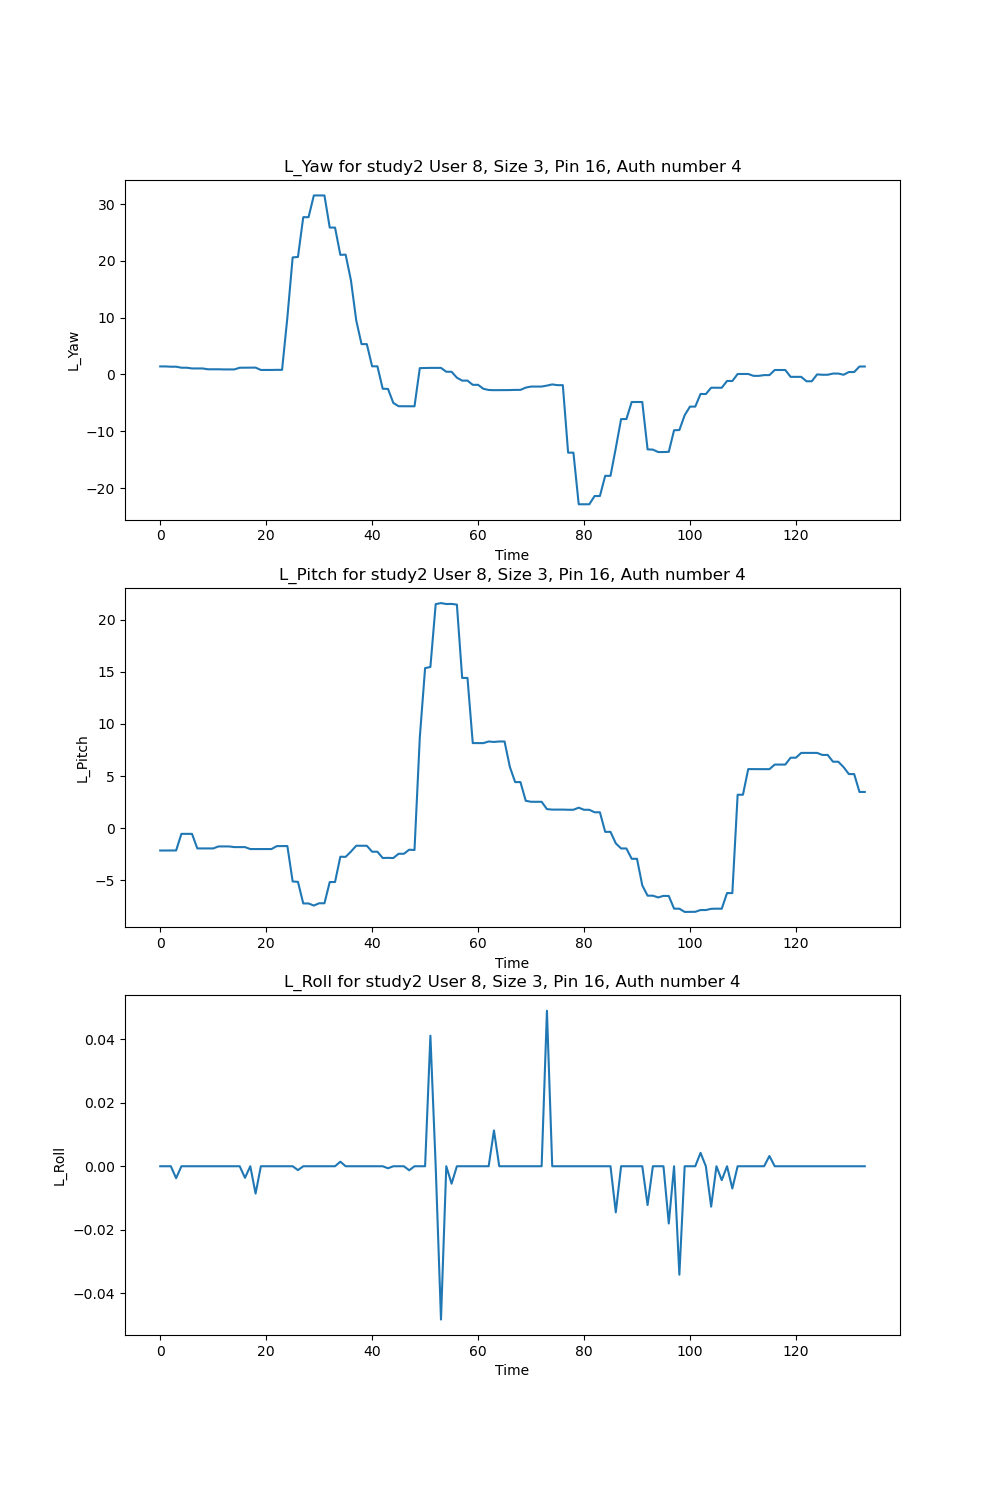 L_Yaw for study2 User 8, Size 3, Pin 16, Auth number 4
30
20
10
0
−10
−20
L_Yaw
0 20 40 60 80 100 120
Time
L_Pitch for study2 User 8, Size 3, Pin 16, Auth number 4
20
15
10
5
0
−5
L_Pitch
0 20 40 60 80 100 120
Time
L_Roll for study2 User 8, Size 3, Pin 16, Auth number 4
0.04
0.02
0.00
−0.02
−0.04
L_Roll
0 20 40 60 80 100 120
Time